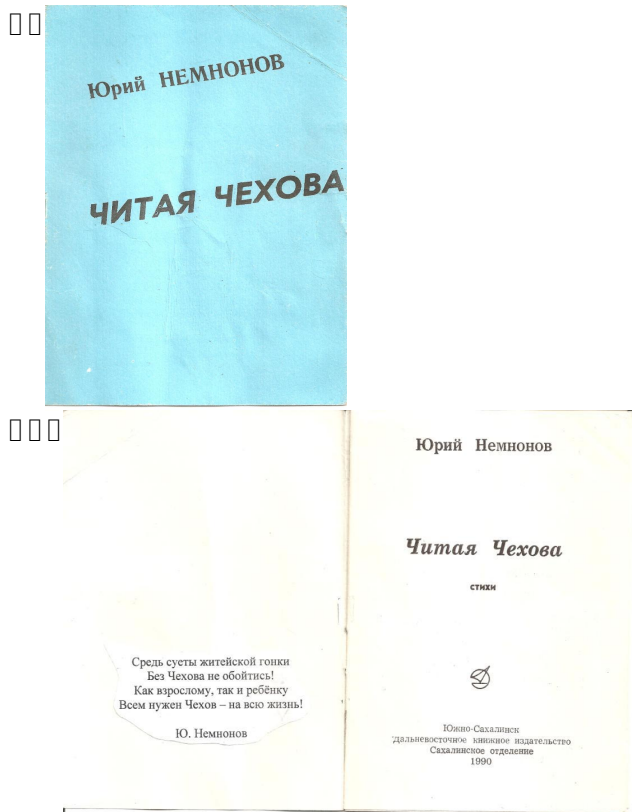 Юрий НЕМНОНОВ
ЧИТАЯ ЧЕХОВА
Средь суеты житейской гонки
Без Чехова не обойтись!
Как взрослому, так и ребёнку
Всем нужен Чехов – на всю жизнь!
Ю. Немнонов
Юрий Немнонов
Читая Чехова
СТИХИ
Южно-Сахалинск
Дальневосточное книжное издательство
Сахалинское отделение
1990